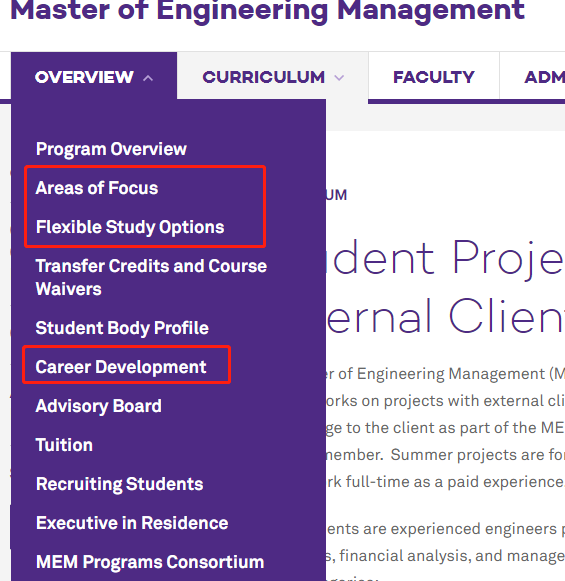 Master of Engineering Management
OVERVIEW CURRICULUM FACULTY ADM
Program Overview
Areas of Focus
Flexible Study Options
Transfer Credits and Course
Waivers
Student Body Profile
Career Development
Advisory Board
Tuition
Recruiting Students
Executive in Residence
MEM Programs Consortium
UM
udent Proje
ernal Clien
er of Engineering Management (M
orks on projects with external cli
ge to the client as part of the ME
member. Summer projects are fo
rk full-time as a paid experience
ents are experienced engineers p
s, financial analysis, and manage